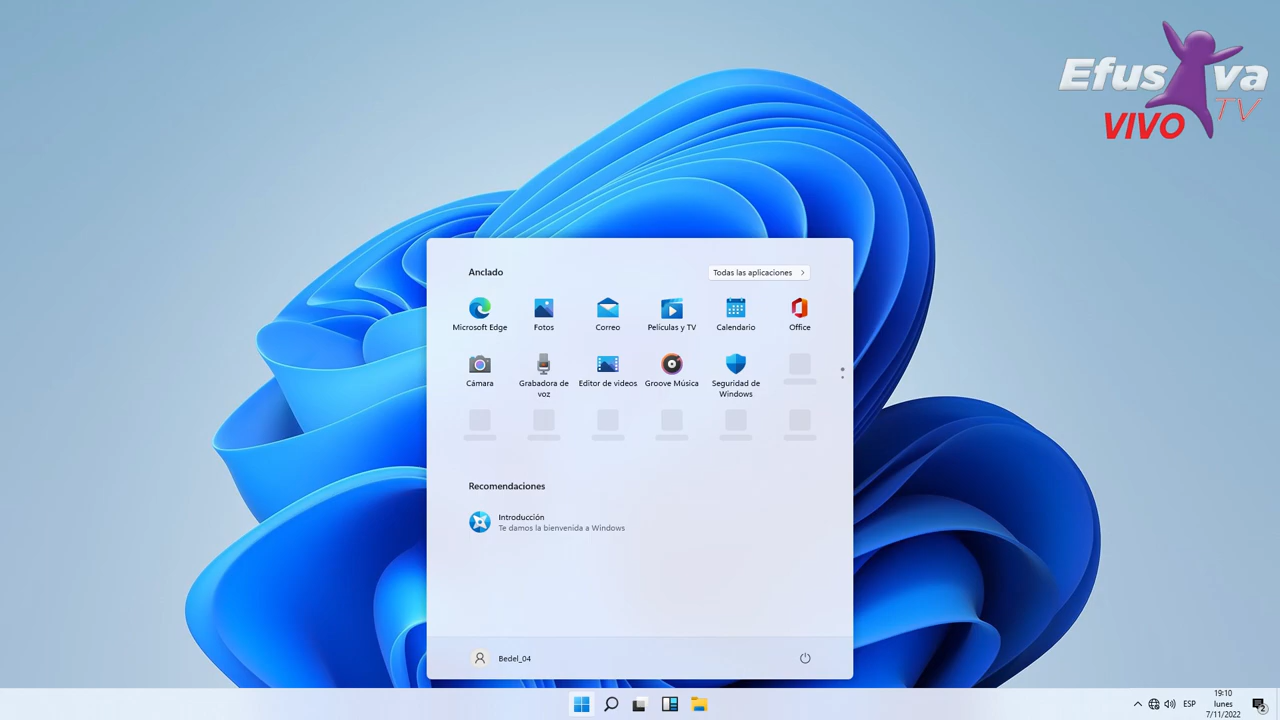 Efusiva
TV
VIVO
Anclado
Todas las aplicaciones
Microsoft Edge
Fotos
Correo
Películas y TV
Calendario
Office
Cámara
Grabadora de voz
Editor de videos
Groove Música
Seguridad de Windows
Recomendaciones
Introducción
Te damos la bienvenida a Windows
Bedel_04
ESP
19:10
lunes
7/11/2022
2